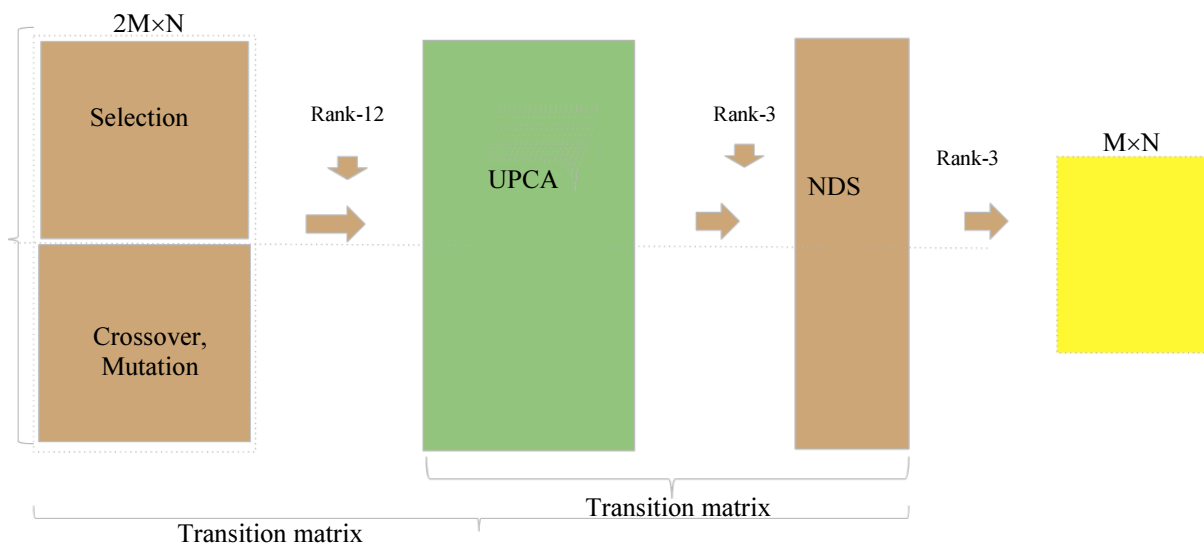 2M×N
Selection
Crossover,
Mutation
Rank-12
UPCA
Rank-3
NDS
Rank-3
M×N
Transition matrix
Transition matrix